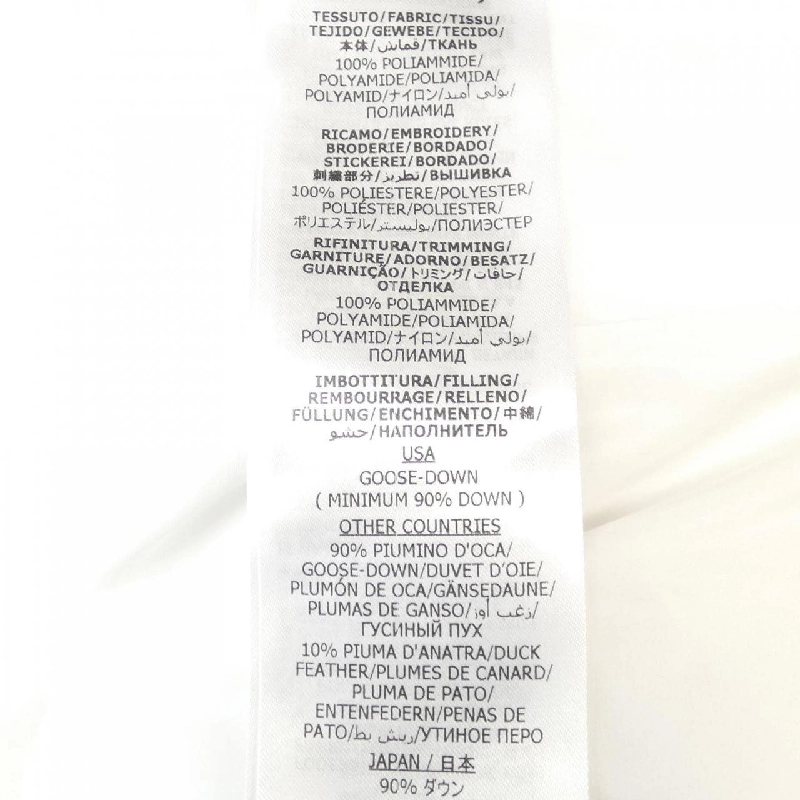 TESSUTO/FABRIC/TISSU/
TEJIDO/GEWEBE/TECIDO/
本体/قماش/ТКАНЬ
100% POLIAMMIDE/
POLYAMIDE/POLIAMIDA/
POLYAMID/ナイロン/بولي أميد/
ПОЛИАМИД
RICAMO/EMBROIDERY/
BRODERIE/BORDADO/
STICKEREI/BORDADO/
刺繍部分/تطريز/ВЫШИВКА
100% POLIESTERE/POLYESTER/
POLIÉSTER/POLIESTER/
ポリエステル/بوليستر/ПОЛИЭСТЕР
RIFINITURA/TRIMMING/
GARNITURE/ADORNO/BESATZ/
GUARNIÇÃO/トリミング/حافات/
ОТДЕЛКА
100% POLIAMMIDE/
POLYAMIDE/POLIAMIDA/
POLYAMID/ナイロン/بولي أميد/
ПОЛИАМИД
IMBOTTITURA/FILLING/
REMBOURRAGE/RELLENO/
FÜLLUNG/ENCHIMENTO/中綿/
حشو/НАПОЛНИТЕЛЬ
USA
GOOSE-DOWN
( MINIMUM 90% DOWN )
OTHER COUNTRIES
90% PIUMINO D'OCA/
GOOSE-DOWN/DUVET D'OIE/
PLUMÓN DE OCA/GÄNSEDAUNE/
PLUMAS DE GANSO/زغب أوز/
ГУСИНЫЙ ПУХ
10% PIUMA D'ANATRA/DUCK
FEATHER/PLUMES DE CANARD/
PLUMA DE PATO/
ENTENFEDERN/PENAS DE
PATO/ريش بط/УТИНОЕ ПЕРО
JAPAN / 日本
90% ダウン